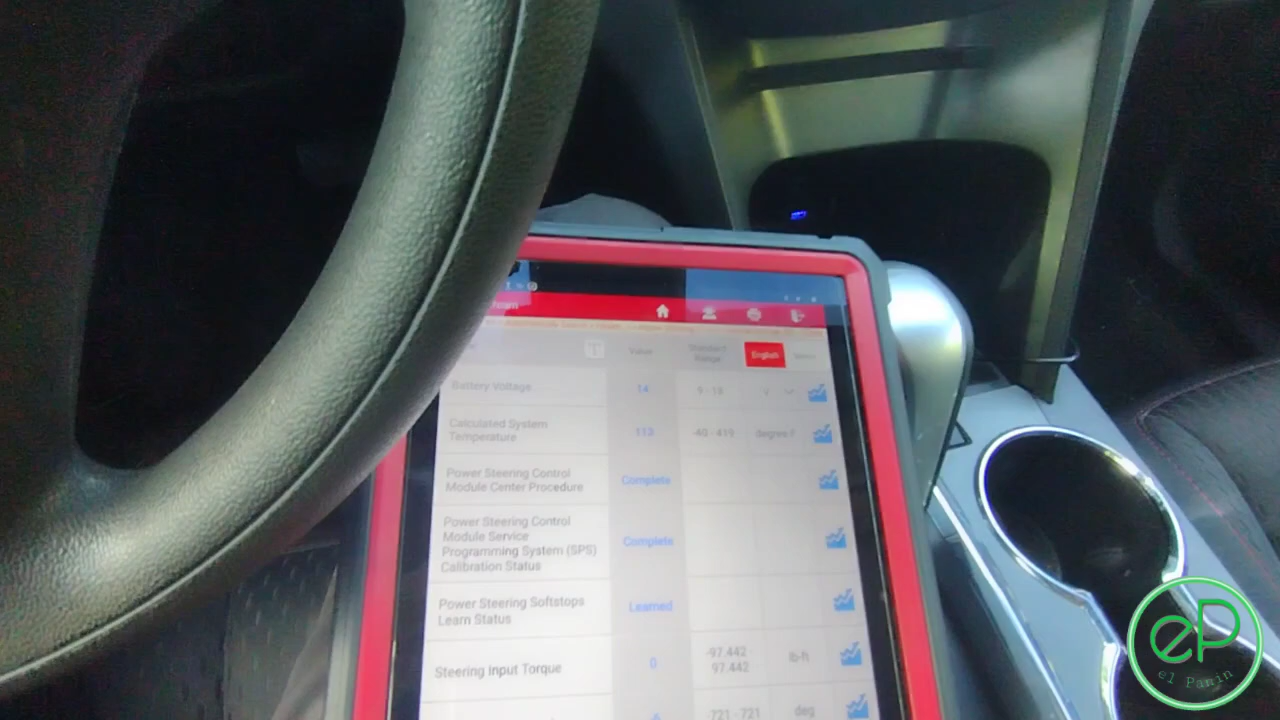 Value
Standard
Range
English
Battery Voltage
14
9 - 18
V
Calculated System
Temperature
113
-40 - 419
degree F
Power Steering Control
Module Center Procedure
Complete
Power Steering Control
Module Service
Programming System (SPS)
Calibration Status
Complete
Power Steering Softstops
Learn Status
Learned
Steering Input Torque
0
-97.442
97.442
lb-ft
-721 - 721
deg
eP
el Panin